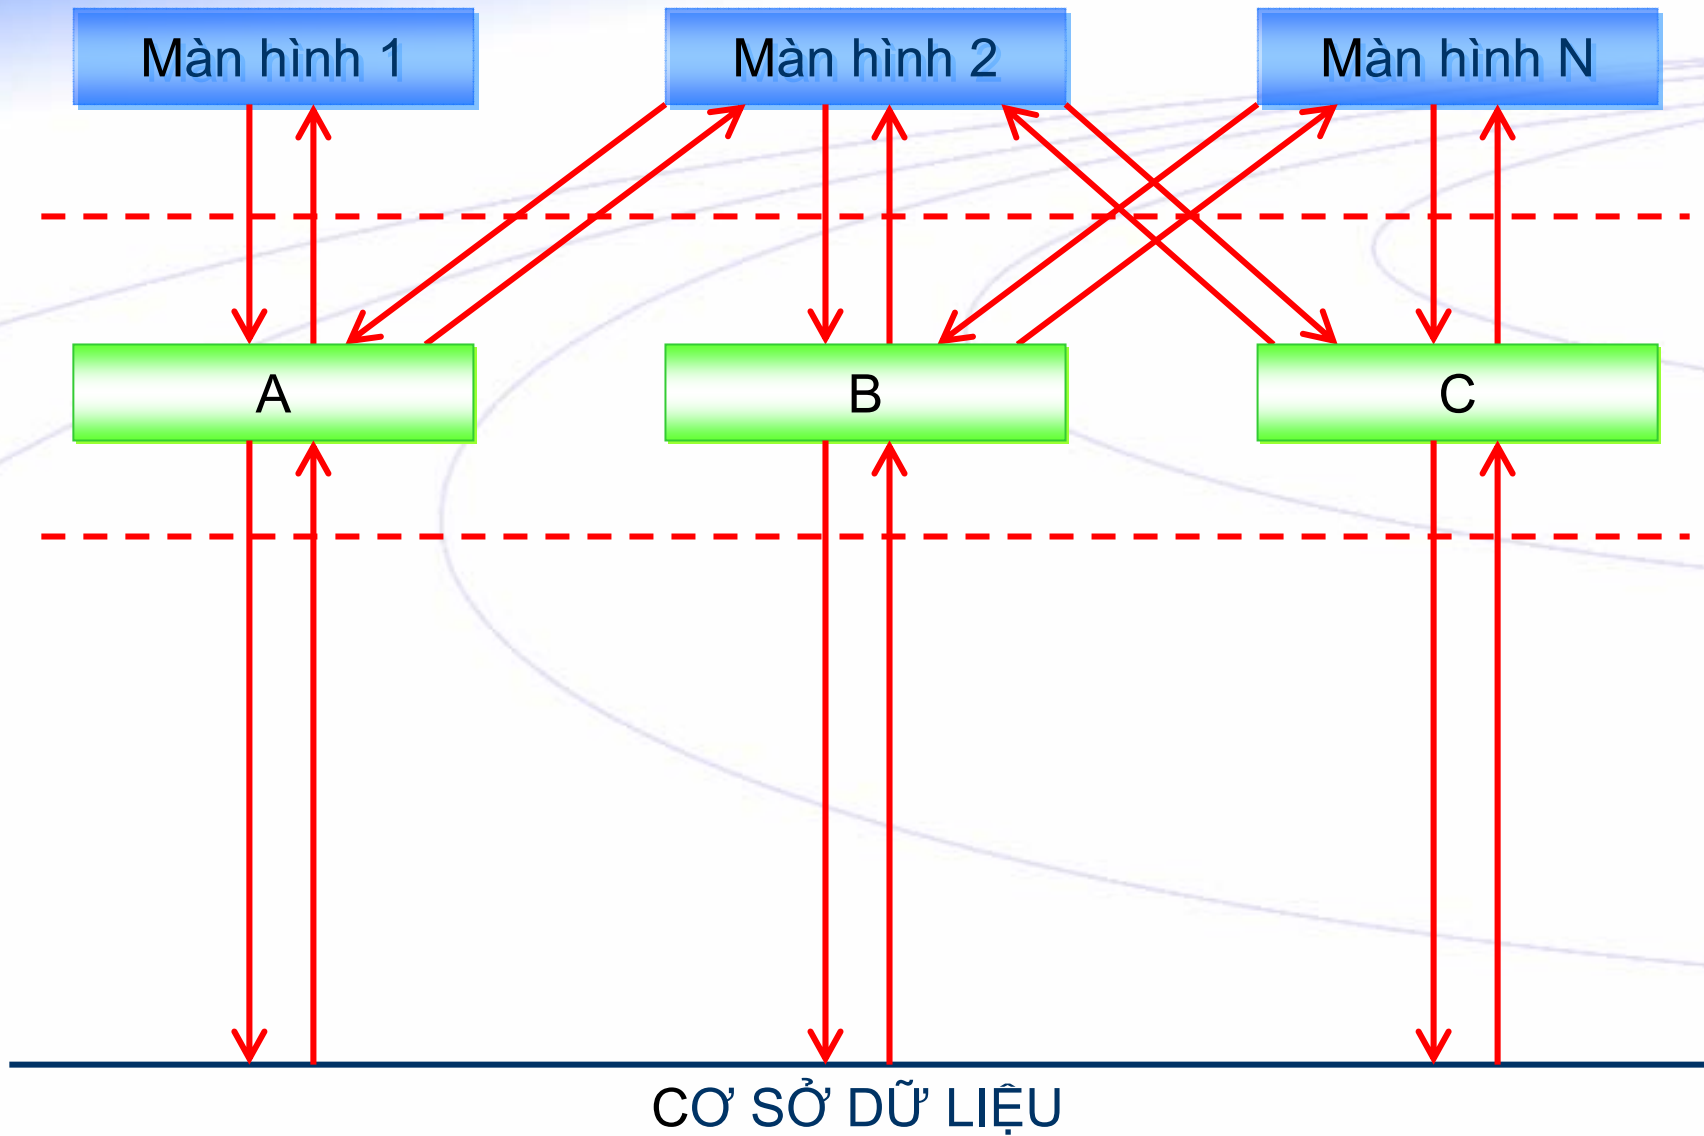 Màn hình 1
Màn hình 2
Màn hình N
A
B
C
CƠ SỞ DỮ LIỆU